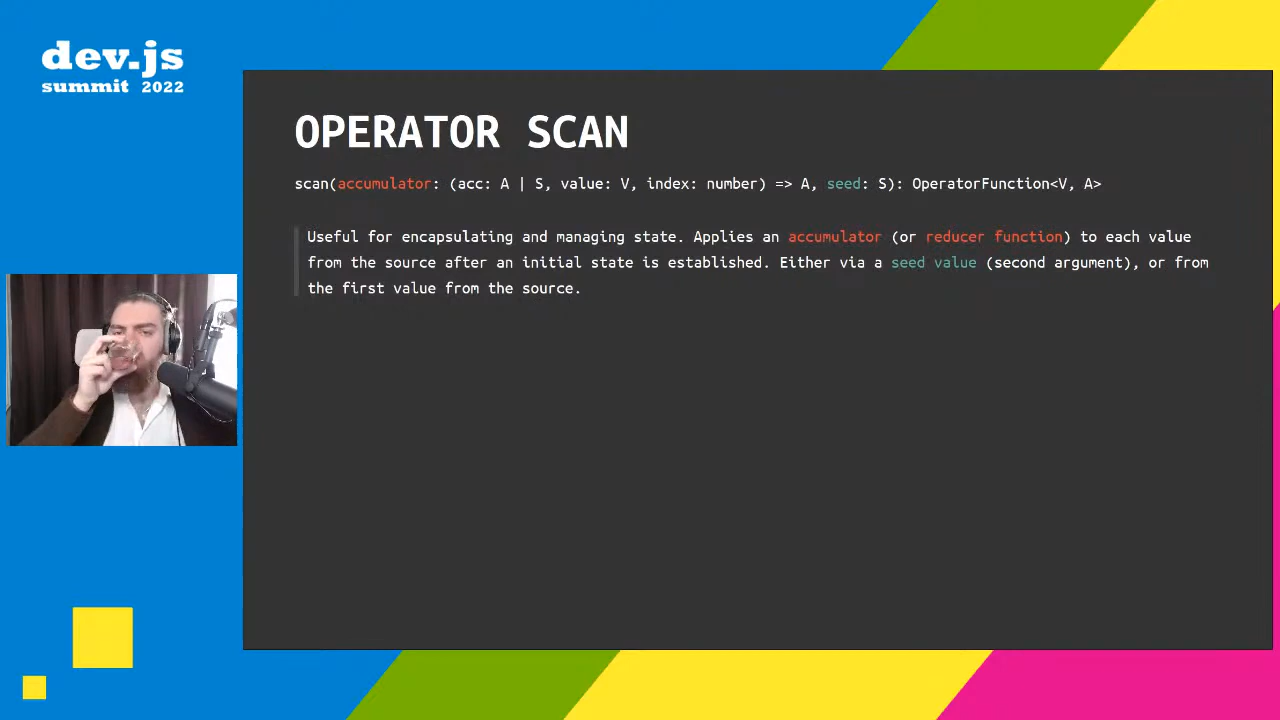 dev.js
summit 2022
OPERATOR SCAN
scan(accumulator: (acc: A | S, value: V, index: number) => A, seed: S): OperatorFunction<V, A>
Useful for encapsulating and managing state. Applies an accumulator (or reducer function) to each value
from the source after an initial state is established. Either via a seed value (second argument), or from
the first value from the source.